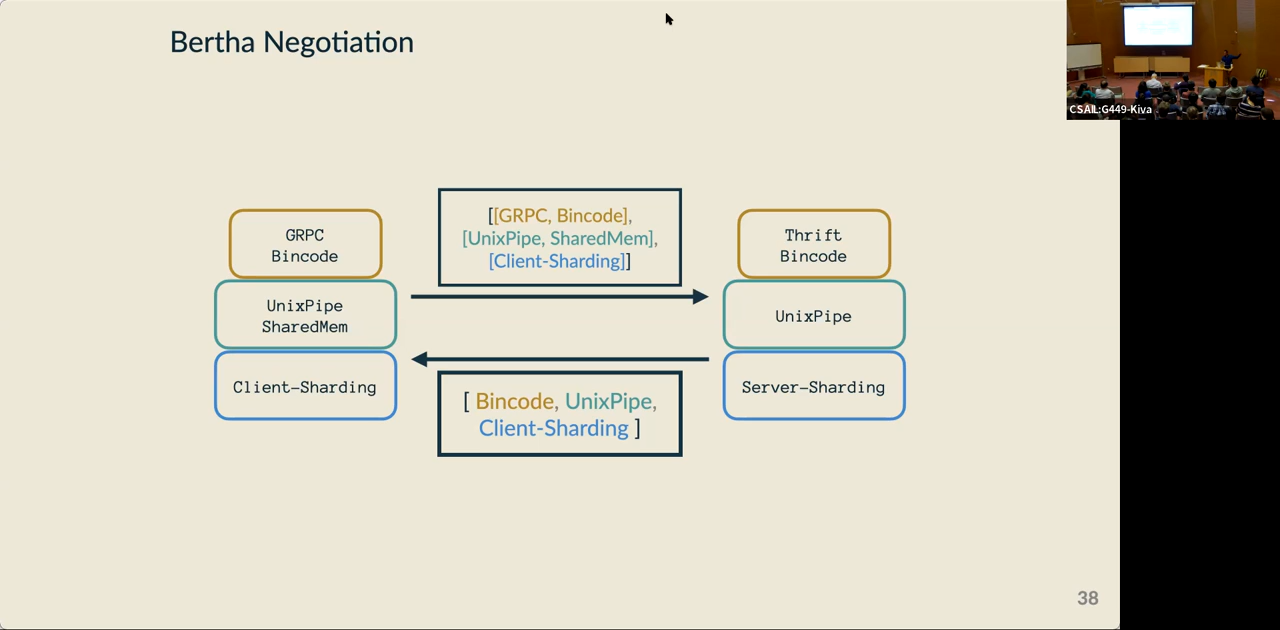 Bertha Negotiation
CSAIL:G449-Kiva
[[GRPC, Bincode],
[UnixPipe, SharedMem],
[Client-Sharding]]
GRPC
Bincode
UnixPipe
SharedMem
Client-Sharding
Thrift
Bincode
UnixPipe
Server-Sharding
[ Bincode, UnixPipe,
Client-Sharding ]
38